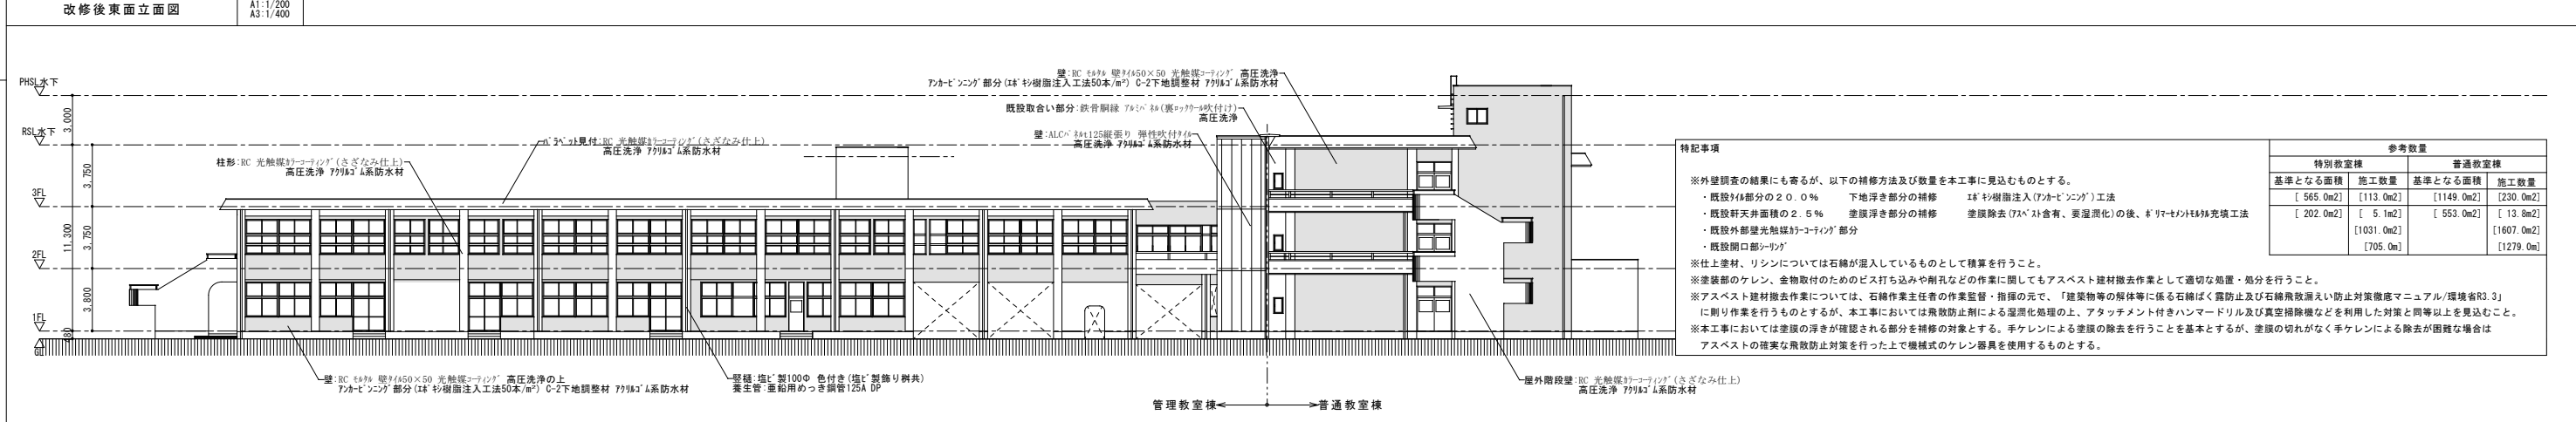 改修後東面立面図
A1:1/200
A3:1/400
PHSL水下
3,000
RSL水下
3,750
3FL
3,750
11,300
2FL
3,800
1FL
480
GL
柱形:RC 光触媒ｶﾗｰｺｰﾃｨﾝｸﾞ(さざなみ仕上)
高圧洗浄 ｱｸﾘﾙｺﾞﾑ系防水材
ﾊﾟﾗﾍﾟｯﾄ見付:RC 光触媒ｶﾗｰｺｰﾃｨﾝｸﾞ(さざなみ仕上)
高圧洗浄 ｱｸﾘﾙｺﾞﾑ系防水材
壁:RC ﾓﾙﾀﾙ 壁ﾀｲﾙ50×50 光触媒ｺｰﾃｨﾝｸﾞ 高圧洗浄
ｱﾝｶｰﾋﾟﾝﾆﾝｸﾞ部分(ｴﾎﾟｷｼ樹脂注入工法50本/m²) C-2下地調整材 ｱｸﾘﾙｺﾞﾑ系防水材
既設取合い部分:鉄骨胴縁 ｱﾙﾐﾊﾟﾈﾙ(裏ﾛｯｸｳｰﾙ吹付け)
高圧洗浄
壁:ALCﾊﾟﾈﾙt125縦張り 弾性吹付ﾀｲﾙ
高圧洗浄 ｱｸﾘﾙｺﾞﾑ系防水材
壁:RC ﾓﾙﾀﾙ 壁ﾀｲﾙ50×50 光触媒ｺｰﾃｨﾝｸﾞ 高圧洗浄の上
ｱﾝｶｰﾋﾟﾝﾆﾝｸﾞ部分(ｴﾎﾟｷｼ樹脂注入工法50本/m²) C-2下地調整材 ｱｸﾘﾙｺﾞﾑ系防水材
竪樋:塩ﾋﾞ製100Φ 色付き(塩ﾋﾞ製飾り桝共)
養生管:亜鉛用めっき鋼管125A DP
管理教室棟
普通教室棟
屋外階段壁:RC 光触媒ｶﾗｰｺｰﾃｨﾝｸﾞ(さざなみ仕上)
高圧洗浄 ｱｸﾘﾙｺﾞﾑ系防水材
特記事項
※外壁調査の結果にも寄るが、以下の補修方法及び数量を本工事に見込むものとする。
・既設ﾀｲﾙ部分の２０.０％ 下地浮き部分の補修 ｴﾎﾟｷｼ樹脂注入(ｱﾝｶｰﾋﾟﾝﾆﾝｸﾞ)工法
・既設軒天井面積の２.５％ 塗膜浮き部分の補修 塗膜除去(ｱｽﾍﾞｽﾄ含有、要湿潤化)の後、ﾎﾟﾘﾏｰｾﾒﾝﾄﾓﾙﾀﾙ充填工法
・既設外部壁光触媒ｶﾗｰｺｰﾃｨﾝｸﾞ部分
・既設開口部ｼｰﾘﾝｸﾞ
参考数量
特別教室棟 普通教室棟
基準となる面積 施工数量 基準となる面積 施工数量
[ 565.0m2] [113.0m2] [1149.0m2] [230.0m2]
[ 202.0m2] [ 5.1m2] [ 553.0m2] [ 13.8m2]
[1031.0m2] [1607.0m2]
[705.0m] [1279.0m]
※仕上塗材、リシンについては石綿が混入しているものとして積算を行うこと。
※塗装部のケレン、金物取付のためのビス打ち込みや削孔などの作業に関してもアスベスト建材撤去作業として適切な処置・処分を行うこと。
※アスベスト建材撤去作業については、石綿作業主任者の作業監督・指揮の元で、「建築物等の解体等に係る石綿ばく露防止及び石綿飛散漏えい防止対策徹底マニュアル/環境省R3.3」
に則り作業を行うものとするが、本工事においては飛散防止剤による湿潤化処理の上、アタッチメント付きハンマードリル及び真空掃除機などを利用した対策と同等以上を見込むこと。
※本工事においては塗膜の浮きが確認される部分を補修の対象とする。手ケレンによる塗膜の除去を行うことを基本とするが、塗膜の切れがなく手ケレンによる除去が困難な場合は
アスベストの確実な飛散防止対策を行った上で機械式のケレン器具を使用するものとする。